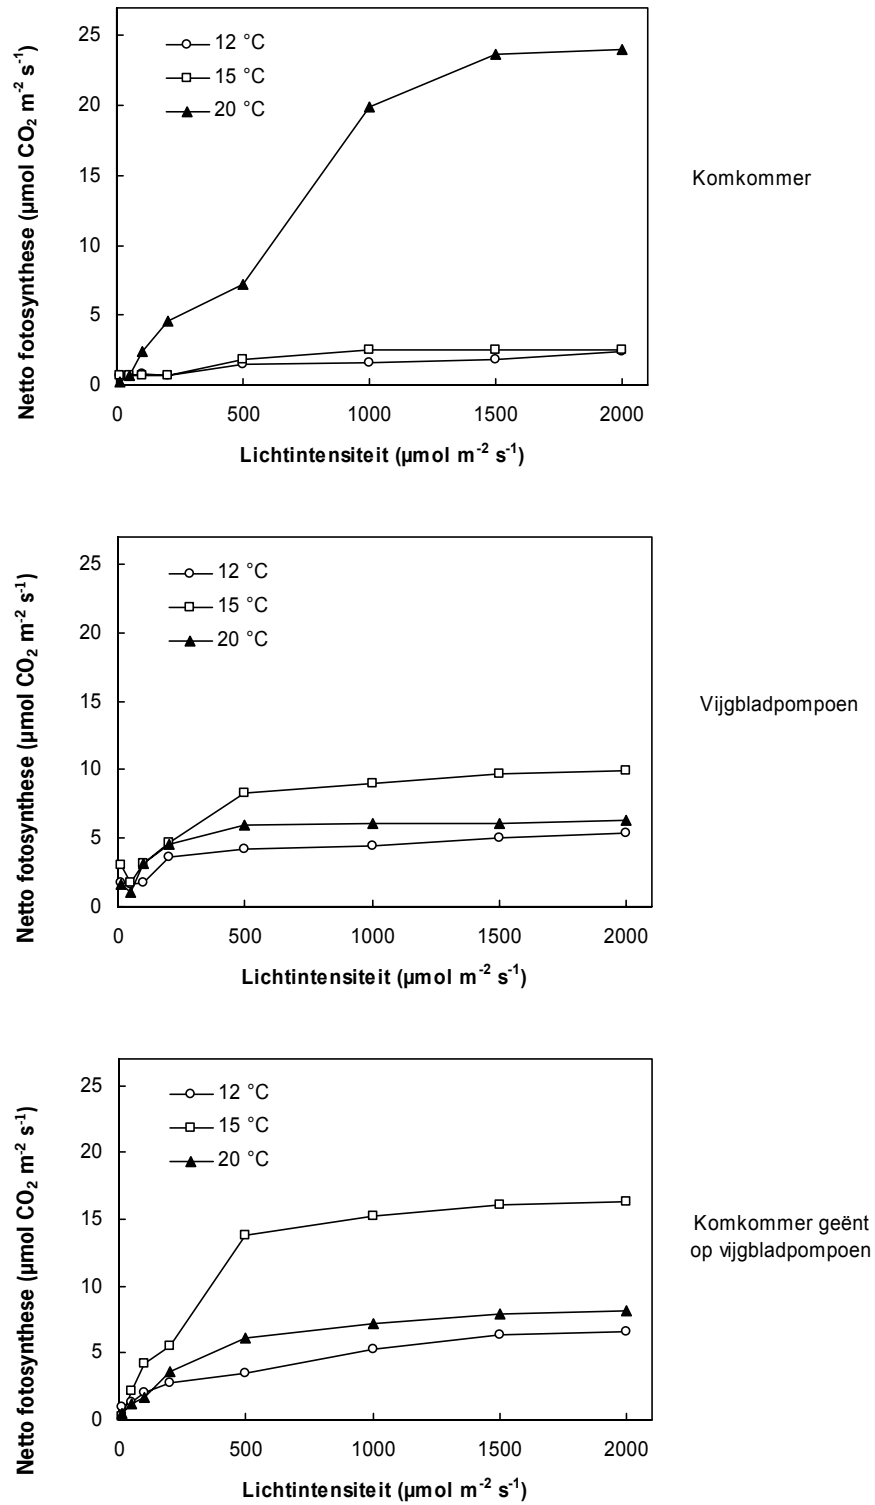 Netto fotosynthese (µmol CO₂ m⁻² s⁻¹)
25
20
15
10
5
0
12 °C
15 °C
20 °C
0 500 1000 1500 2000
Lichtintensiteit (µmol m⁻² s⁻¹)
Komkommer
Netto fotosynthese (µmol CO₂ m⁻² s⁻¹)
25
20
15
10
5
0
12 °C
15 °C
20 °C
0 500 1000 1500 2000
Lichtintensiteit (µmol m⁻² s⁻¹)
Vijgbladpompoen
Netto fotosynthese (µmol CO₂ m⁻² s⁻¹)
25
20
15
10
5
0
12 °C
15 °C
20 °C
0 500 1000 1500 2000
Lichtintensiteit (µmol m⁻² s⁻¹)
Komkommer geënt
op vijgbladpompoen